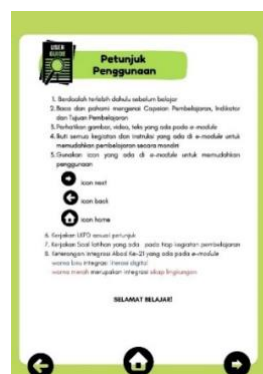 USER
GUIDE
Petunjuk
Penggunaan
1. Berdoalah terlebih dahulu sebelum belajar
2. Baca dan pahami mengenai Capaian Pembelajaran, Indikator
dan Tujuan Pembelajaran
3. Perhatikan gambar, video, teks yang ada pada e-module
4. Ikuti semua kegiatan dan instruksi yang ada di e-module untuk
memudahkan pembelajaran secara mandiri
5. Gunakan icon yang ada di e-module untuk memudahkan
penggunaan
icon next
icon back
icon home
6. Kerjakan LKPD sesuai petunjuk
7. Kerjakan Soal latihan yang ada pada tiap kegiatan pembelajaran
8. Keterangan integrasi Abad Ke-21 yang ada pada e-module
warna biru integrasi literasi digital
warna merah merupakan integrasi sikap lingkungan
SELAMAT BELAJAR!